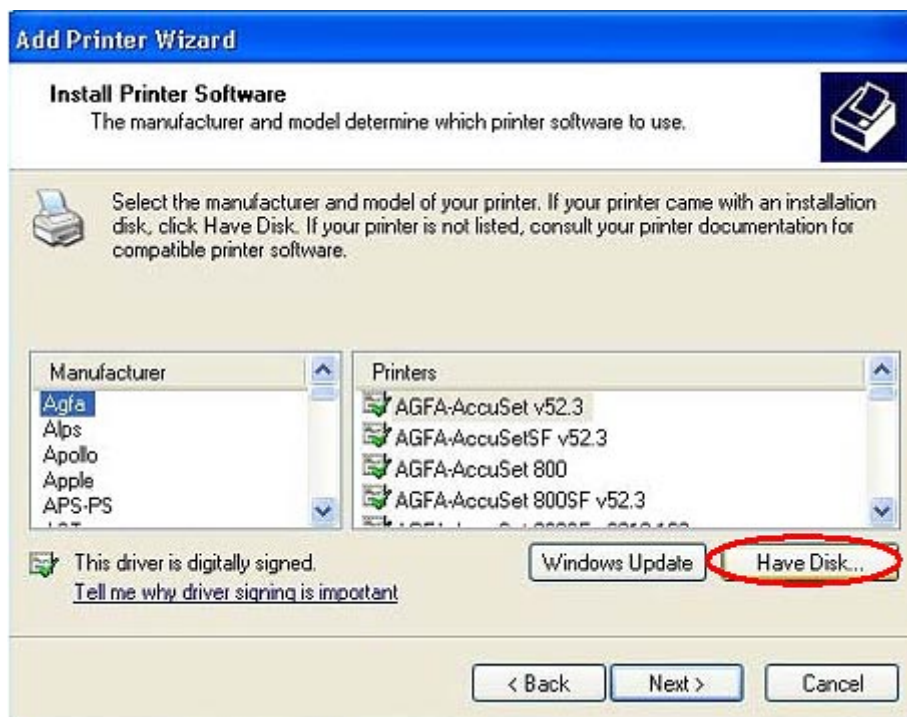 Add Printer Wizard
Install Printer Software
The manufacturer and model determine which printer software to use.
Select the manufacturer and model of your printer. If your printer came with an installation
disk, click Have Disk. If your printer is not listed, consult your printer documentation for
compatible printer software.
Manufacturer
Agfa
Alps
Apollo
Apple
APS-PS
Printers
AGFA-AccuSet v52.3
AGFA-AccuSetSF v52.3
AGFA-AccuSet 800
AGFA-AccuSet 800SF v52.3
This driver is digitally signed.
Tell me why driver signing is important
Windows Update
Have Disk...
< Back
Next >
Cancel